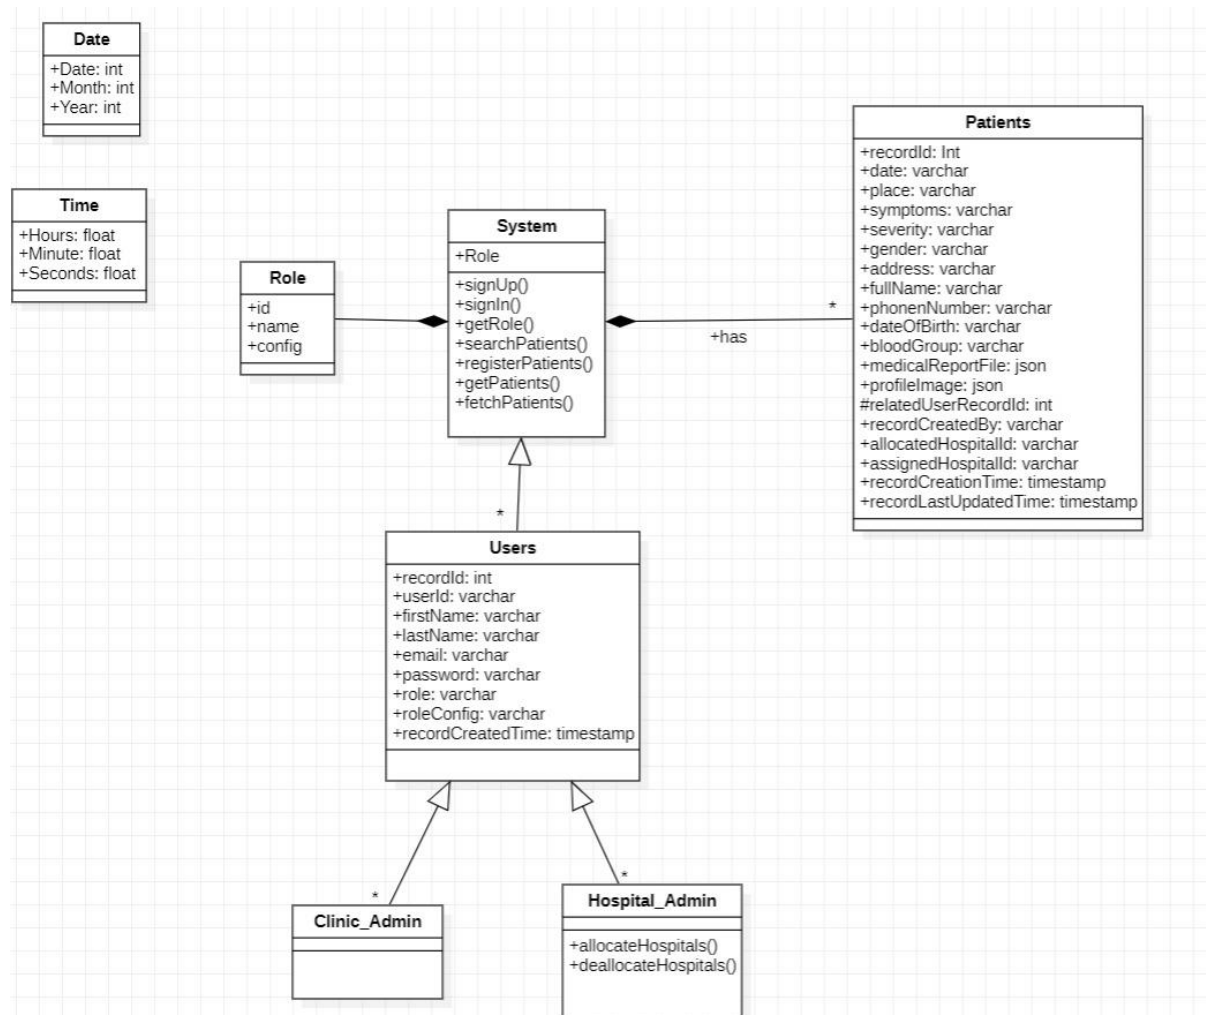 Date
+Date: int
+Month: int
+Year: int
Time
+Hours: float
+Minute: float
+Seconds: float
Role
+id
+name
+config
System
+Role
+signUp()
+signIn()
+getRole()
+searchPatients()
+registerPatients()
+getPatients()
+fetchPatients()
+has
*
Patients
+recordId: Int
+date: varchar
+place: varchar
+symptoms: varchar
+severity: varchar
+gender: varchar
+address: varchar
+fullName: varchar
+phonenNumber: varchar
+dateOfBirth: varchar
+bloodGroup: varchar
+medicalReportFile: json
+profileImage: json
#relatedUserRecordId: int
+recordCreatedBy: varchar
+allocatedHospitalId: varchar
+assignedHospitalId: varchar
+recordCreationTime: timestamp
+recordLastUpdatedTime: timestamp
*
Users
+recordId: int
+userId: varchar
+firstName: varchar
+lastName: varchar
+email: varchar
+password: varchar
+role: varchar
+roleConfig: varchar
+recordCreatedTime: timestamp
*
Clinic_Admin
*
Hospital_Admin
+allocateHospitals()
+deallocateHospitals()